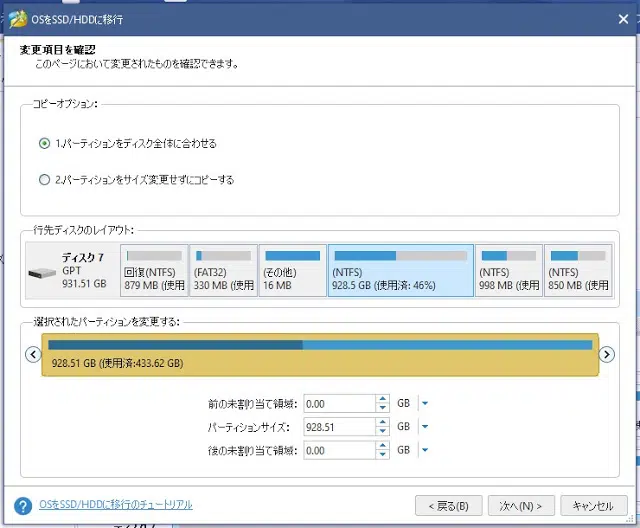 OSをSSD/HDDに移行
変更項目を確認
このページにおいて変更されたものを確認できます。
コピーオプション:
1.パーティションをディスク全体に合わせる
2.パーティションをサイズ変更せずにコピーする
行先ディスクのレイアウト:
ディスク 7
GPT
931.51 GB
回復(NTFS)
879 MB (使用
(FAT32)
330 MB (使用
(その他)
16 MB
(NTFS)
928.5 GB (使用済: 46%)
(NTFS)
998 MB (使用
(NTFS)
850 MB (使用
選択されたパーティションを変更する:
928.51 GB (使用済:433.62 GB)
前の未割り当て領域: 0.00 GB
パーティションサイズ: 928.51 GB
後の未割り当て領域: 0.00 GB
? OSをSSD/HDDに移行のチュートリアル
< 戻る(B) 次へ(N) > キャンセル